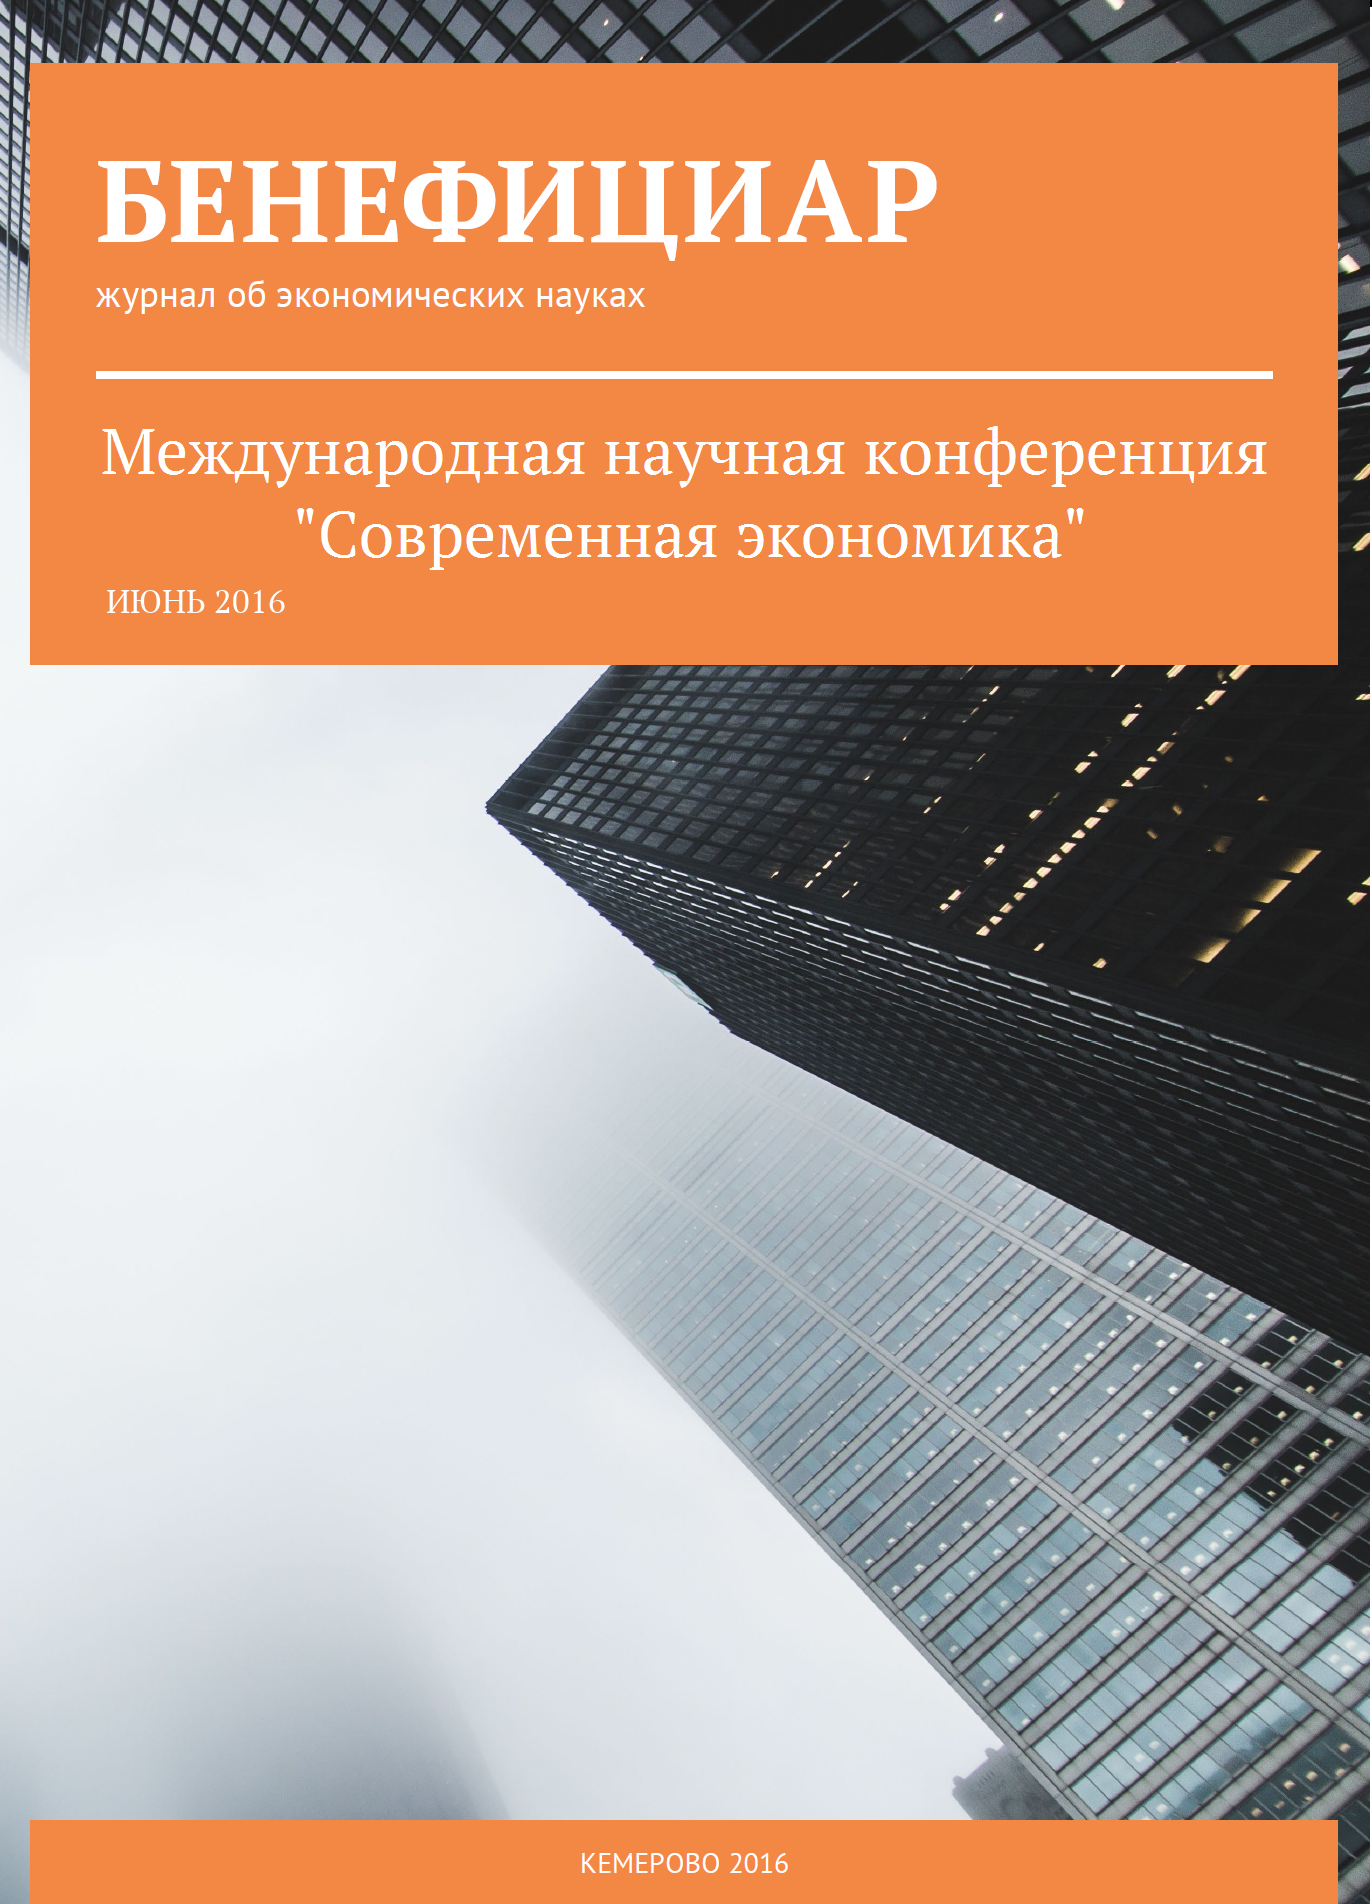 БЕНЕФИЦИАР
журнал об экономических науках
Международная научная конференция
"Современная экономика"
ИЮНЬ 2016
КЕМЕРОВО 2016